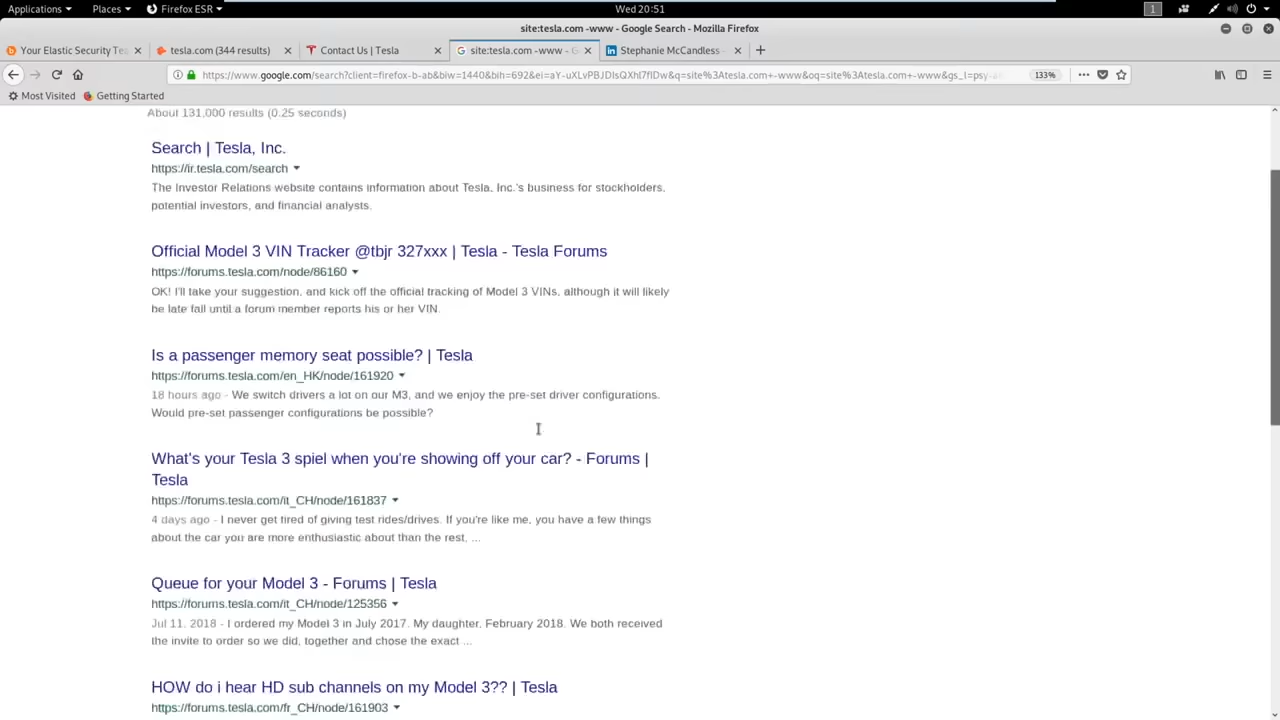 Applications Places Firefox ESR Wed 20:51 1
site:tesla.com -www - Google Search - Mozilla Firefox
Your Elastic Security Te tesla.com (344 results) Contact Us | Tesla site:tesla.com -www - G Stephanie McCandless -
https://www.google.com/search?client=firefox-b-ab&biw=1440&bih=692&ei=aY-uXLvPBJDIsQXhl7fIDw&q=site%3Atesla.com+-www&oq=site%3Atesla.com+-www&gs_l=psy-a 133%
Most Visited Getting Started
About 131,000 results (0.25 seconds)
Search | Tesla, Inc.
https://ir.tesla.com/search
The Investor Relations website contains information about Tesla, Inc.'s business for stockholders,
potential investors, and financial analysts.
Official Model 3 VIN Tracker @tbjr 327xxx | Tesla - Tesla Forums
https://forums.tesla.com/node/86160
OK! I'll take your suggestion, and kick off the official tracking of Model 3 VINs, although it will likely
be late fall until a forum member reports his or her VIN.
Is a passenger memory seat possible? | Tesla
https://forums.tesla.com/en_HK/node/161920
18 hours ago - We switch drivers a lot on our M3, and we enjoy the pre-set driver configurations.
Would pre-set passenger configurations be possible?
What's your Tesla 3 spiel when you're showing off your car? - Forums |
Tesla
https://forums.tesla.com/it_CH/node/161837
4 days ago - I never get tired of giving test rides/drives. If you're like me, you have a few things
about the car you are more enthusiastic about than the rest, ...
Queue for your Model 3 - Forums | Tesla
https://forums.tesla.com/it_CH/node/125356
Jul 11, 2018 - I ordered my Model 3 in July 2017. My daughter, February 2018. We both received
the invite to order so we did, together and chose the exact ...
HOW do i hear HD sub channels on my Model 3?? | Tesla
https://forums.tesla.com/fr_CH/node/161903